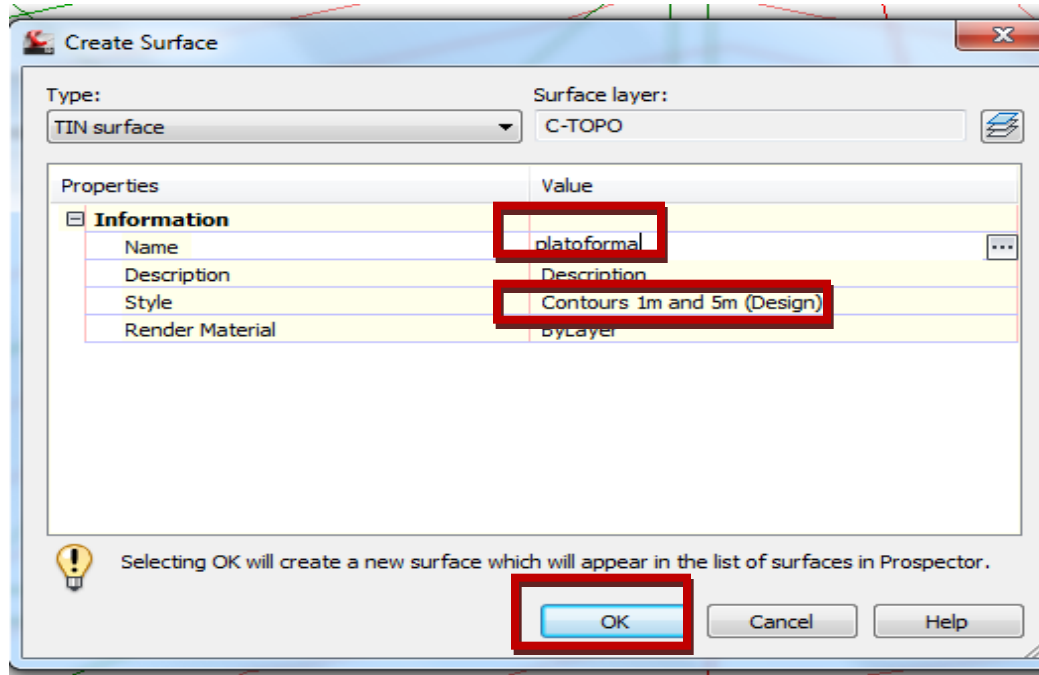 Create Surface
Type:
Surface layer:
TIN surface
C-TOPO
Properties
Value
Information
Name
platoforma
Description
Description
Style
Contours 1m and 5m (Design)
Render Material
ByLayer
Selecting OK will create a new surface which will appear in the list of surfaces in Prospector.
OK
Cancel
Help